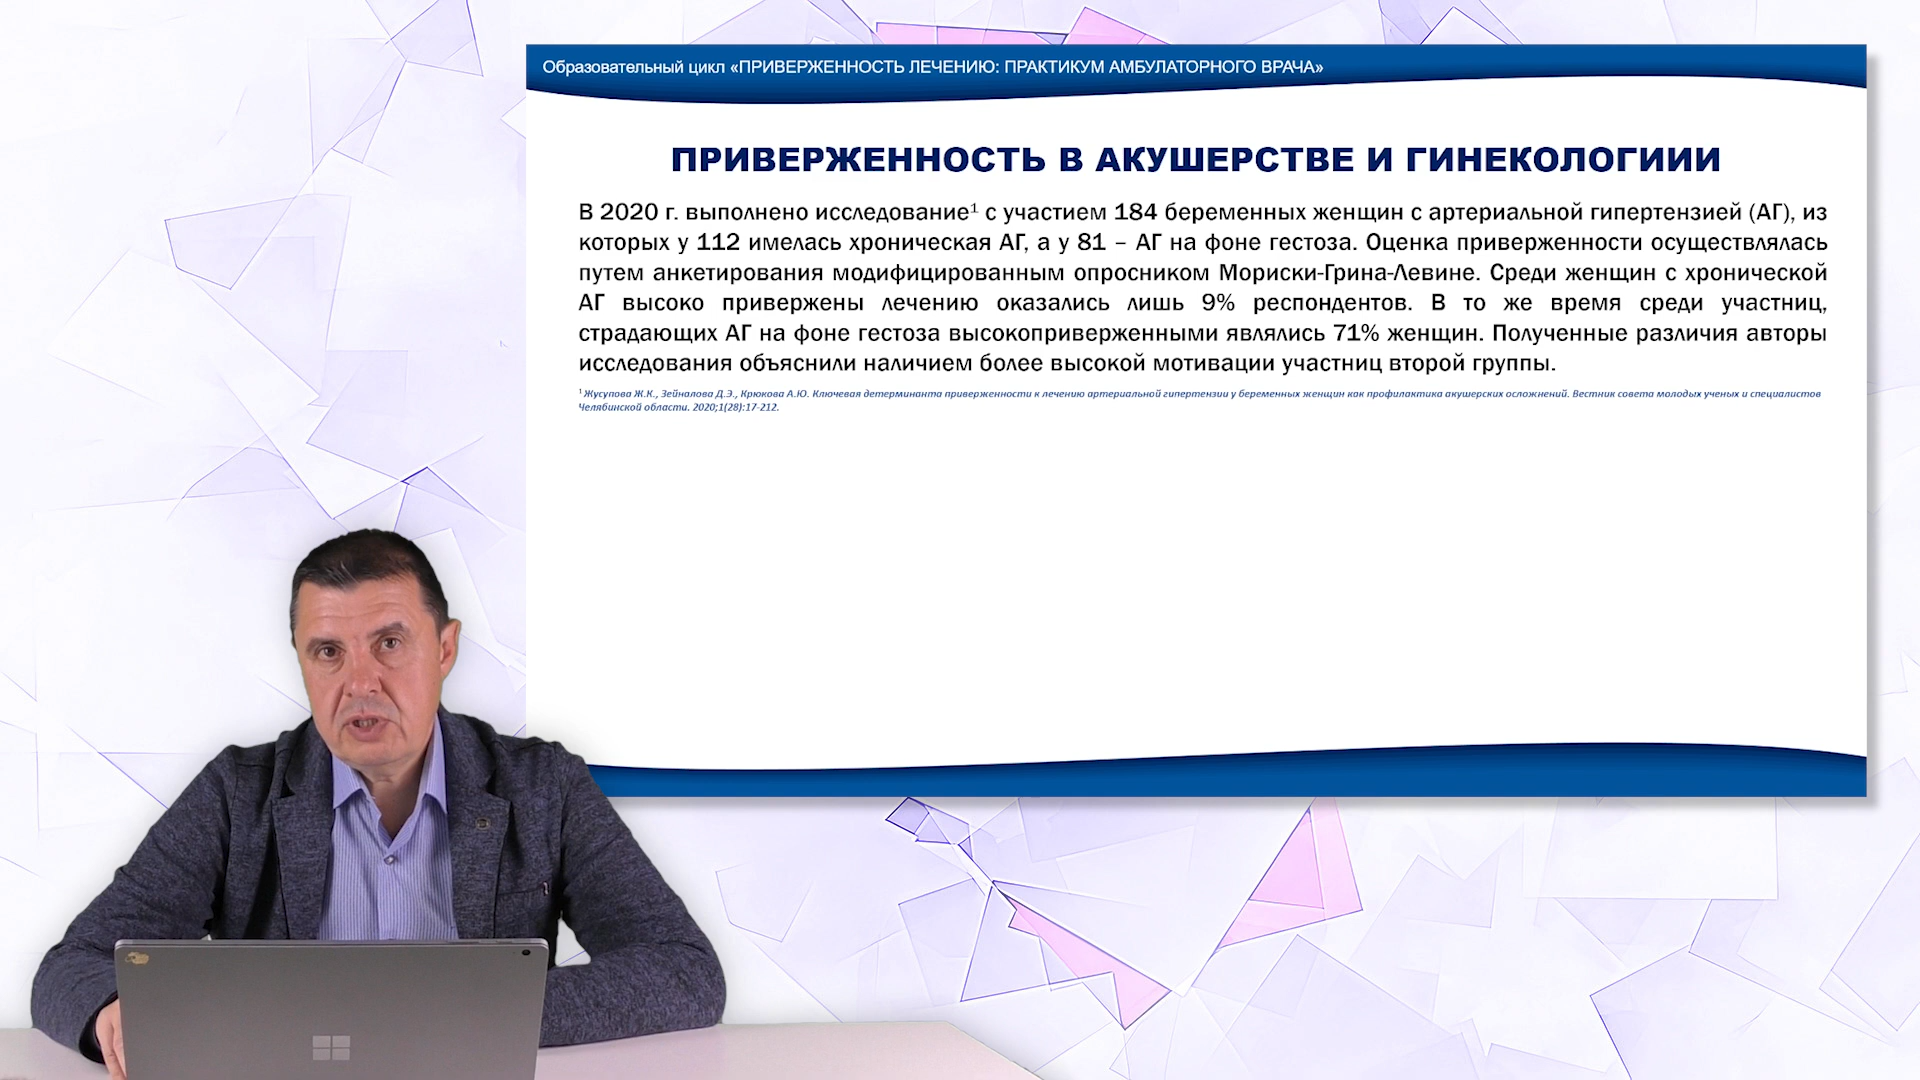 Образовательный цикл «ПРИВЕРЖЕННОСТЬ ЛЕЧЕНИЮ: ПРАКТИКУМ АМБУЛАТОРНОГО ВРАЧА»
ПРИВЕРЖЕННОСТЬ В АКУШЕРСТВЕ И ГИНЕКОЛОГИИИ
В 2020 г. выполнено исследование¹ с участием 184 беременных женщин с артериальной гипертензией (АГ), из
которых у 112 имелась хроническая АГ, а у 81 – АГ на фоне гестоза. Оценка приверженности осуществлялась
путем анкетирования модифицированным опросником Мориски-Грина-Левине. Среди женщин с хронической
АГ высоко привержены лечению оказались лишь 9% респондентов. В то же время среди участниц,
страдающих АГ на фоне гестоза высокоприверженными являлись 71% женщин. Полученные различия авторы
исследования объяснили наличием более высокой мотивации участниц второй группы.
¹ Жусупова Ж.К., Зейналова Д.Э., Крюкова А.Ю. Ключевая детерминанта приверженности к лечению артериальной гипертензии у беременных женщин как профилактика акушерских осложнений. Вестник совета молодых ученых и специалистов
Челябинской области. 2020;1(28):17-212.